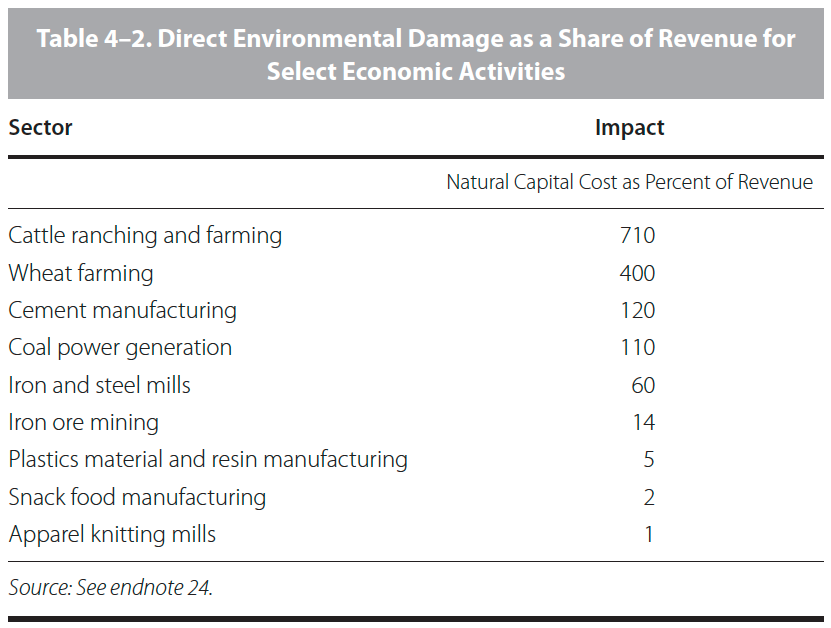 Table 4–2. Direct Environmental Damage as a Share of Revenue for
Select Economic Activities
Sector Impact
Natural Capital Cost as Percent of Revenue
Cattle ranching and farming 710
Wheat farming 400
Cement manufacturing 120
Coal power generation 110
Iron and steel mills 60
Iron ore mining 14
Plastics material and resin manufacturing 5
Snack food manufacturing 2
Apparel knitting mills 1
Source: See endnote 24.